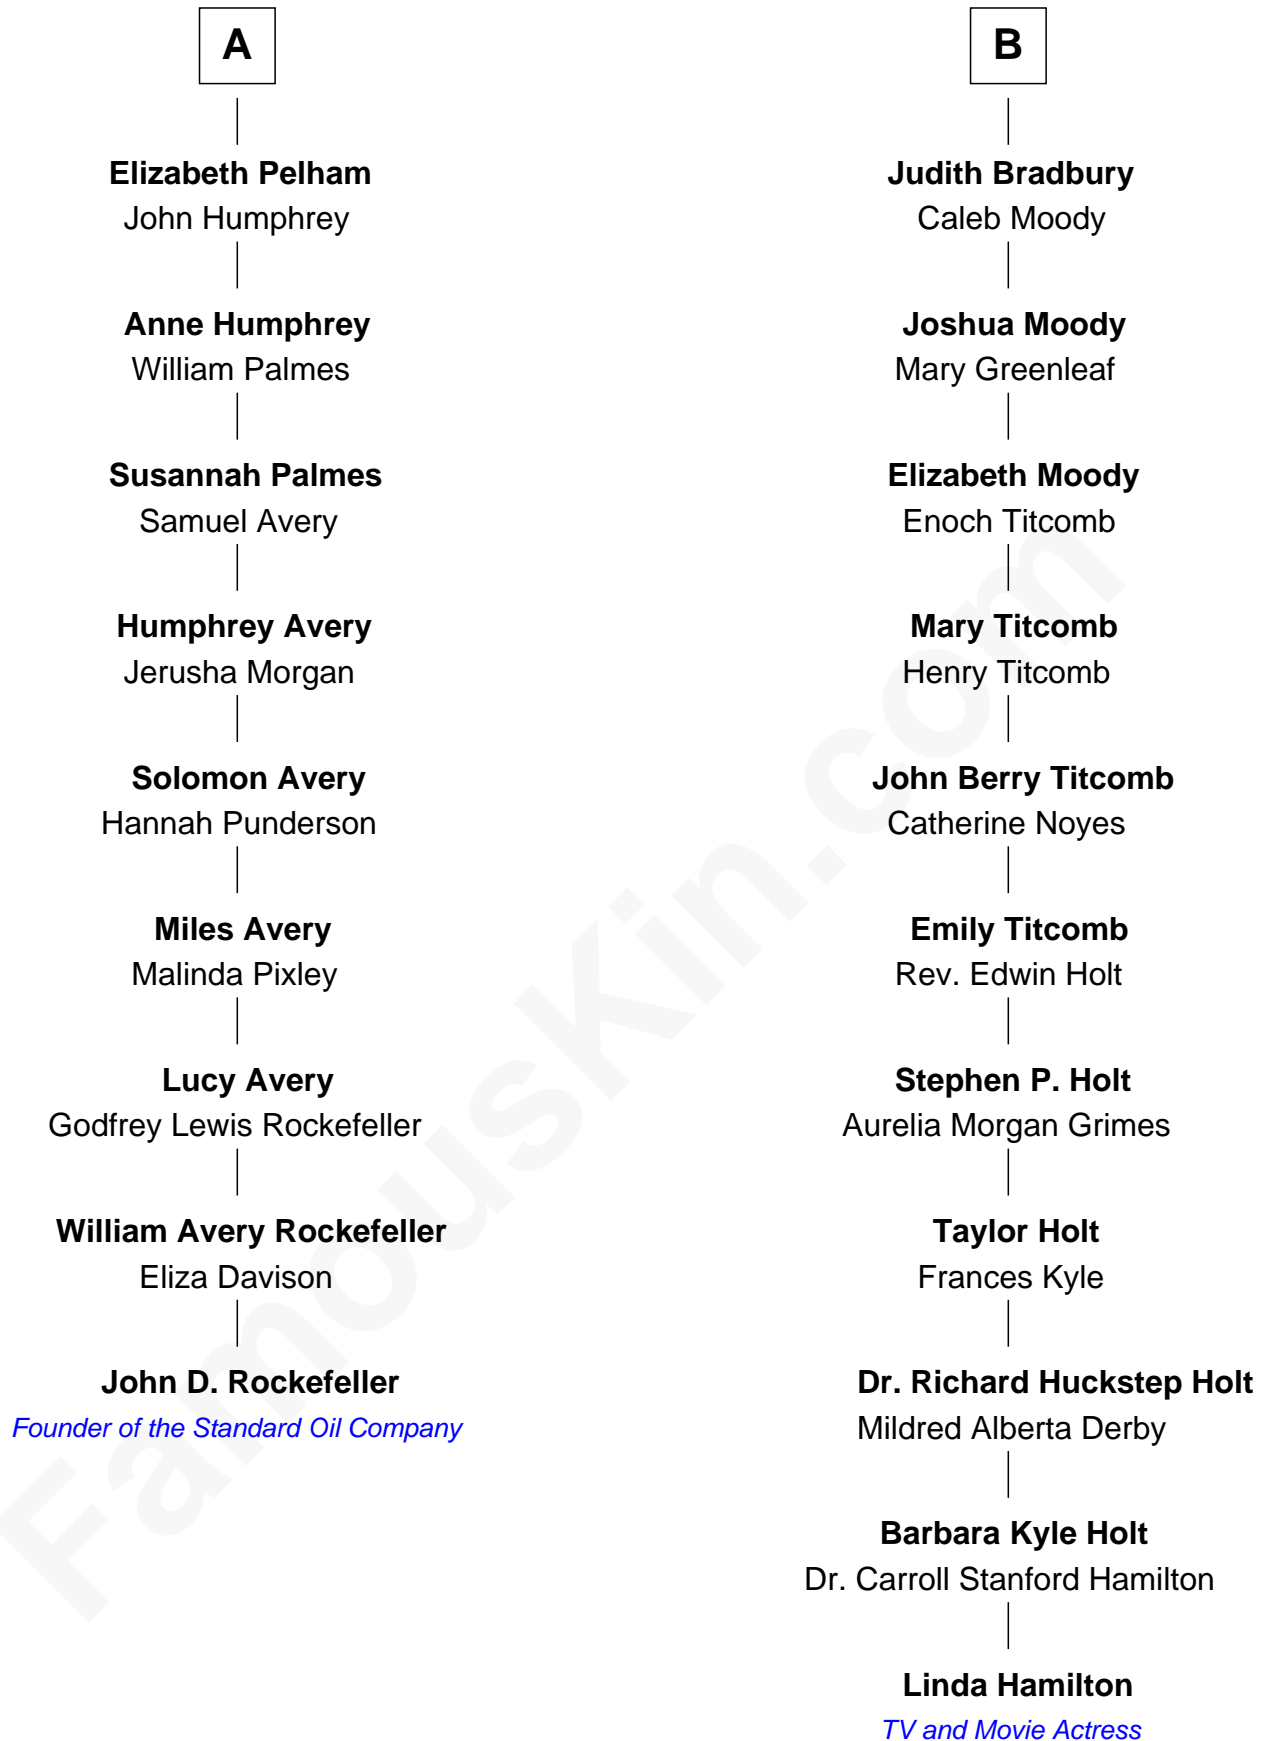 A
Elizabeth Pelham
John Humphrey
Anne Humphrey
William Palmes
Susannah Palmes
Samuel Avery
Humphrey Avery
Jerusha Morgan
Solomon Avery
Hannah Punderson
Miles Avery
Malinda Pixley
Lucy Avery
Godfrey Lewis Rockefeller
William Avery Rockefeller
Eliza Davison
John D. Rockefeller
Founder of the Standard Oil Company
B
Judith Bradbury
Caleb Moody
Joshua Moody
Mary Greenleaf
Elizabeth Moody
Enoch Titcomb
Mary Titcomb
Henry Titcomb
John Berry Titcomb
Catherine Noyes
Emily Titcomb
Rev. Edwin Holt
Stephen P. Holt
Aurelia Morgan Grimes
Taylor Holt
Frances Kyle
Dr. Richard Huckstep Holt
Mildred Alberta Derby
Barbara Kyle Holt
Dr. Carroll Stanford Hamilton
Linda Hamilton
TV and Movie Actress
FamousKin.com